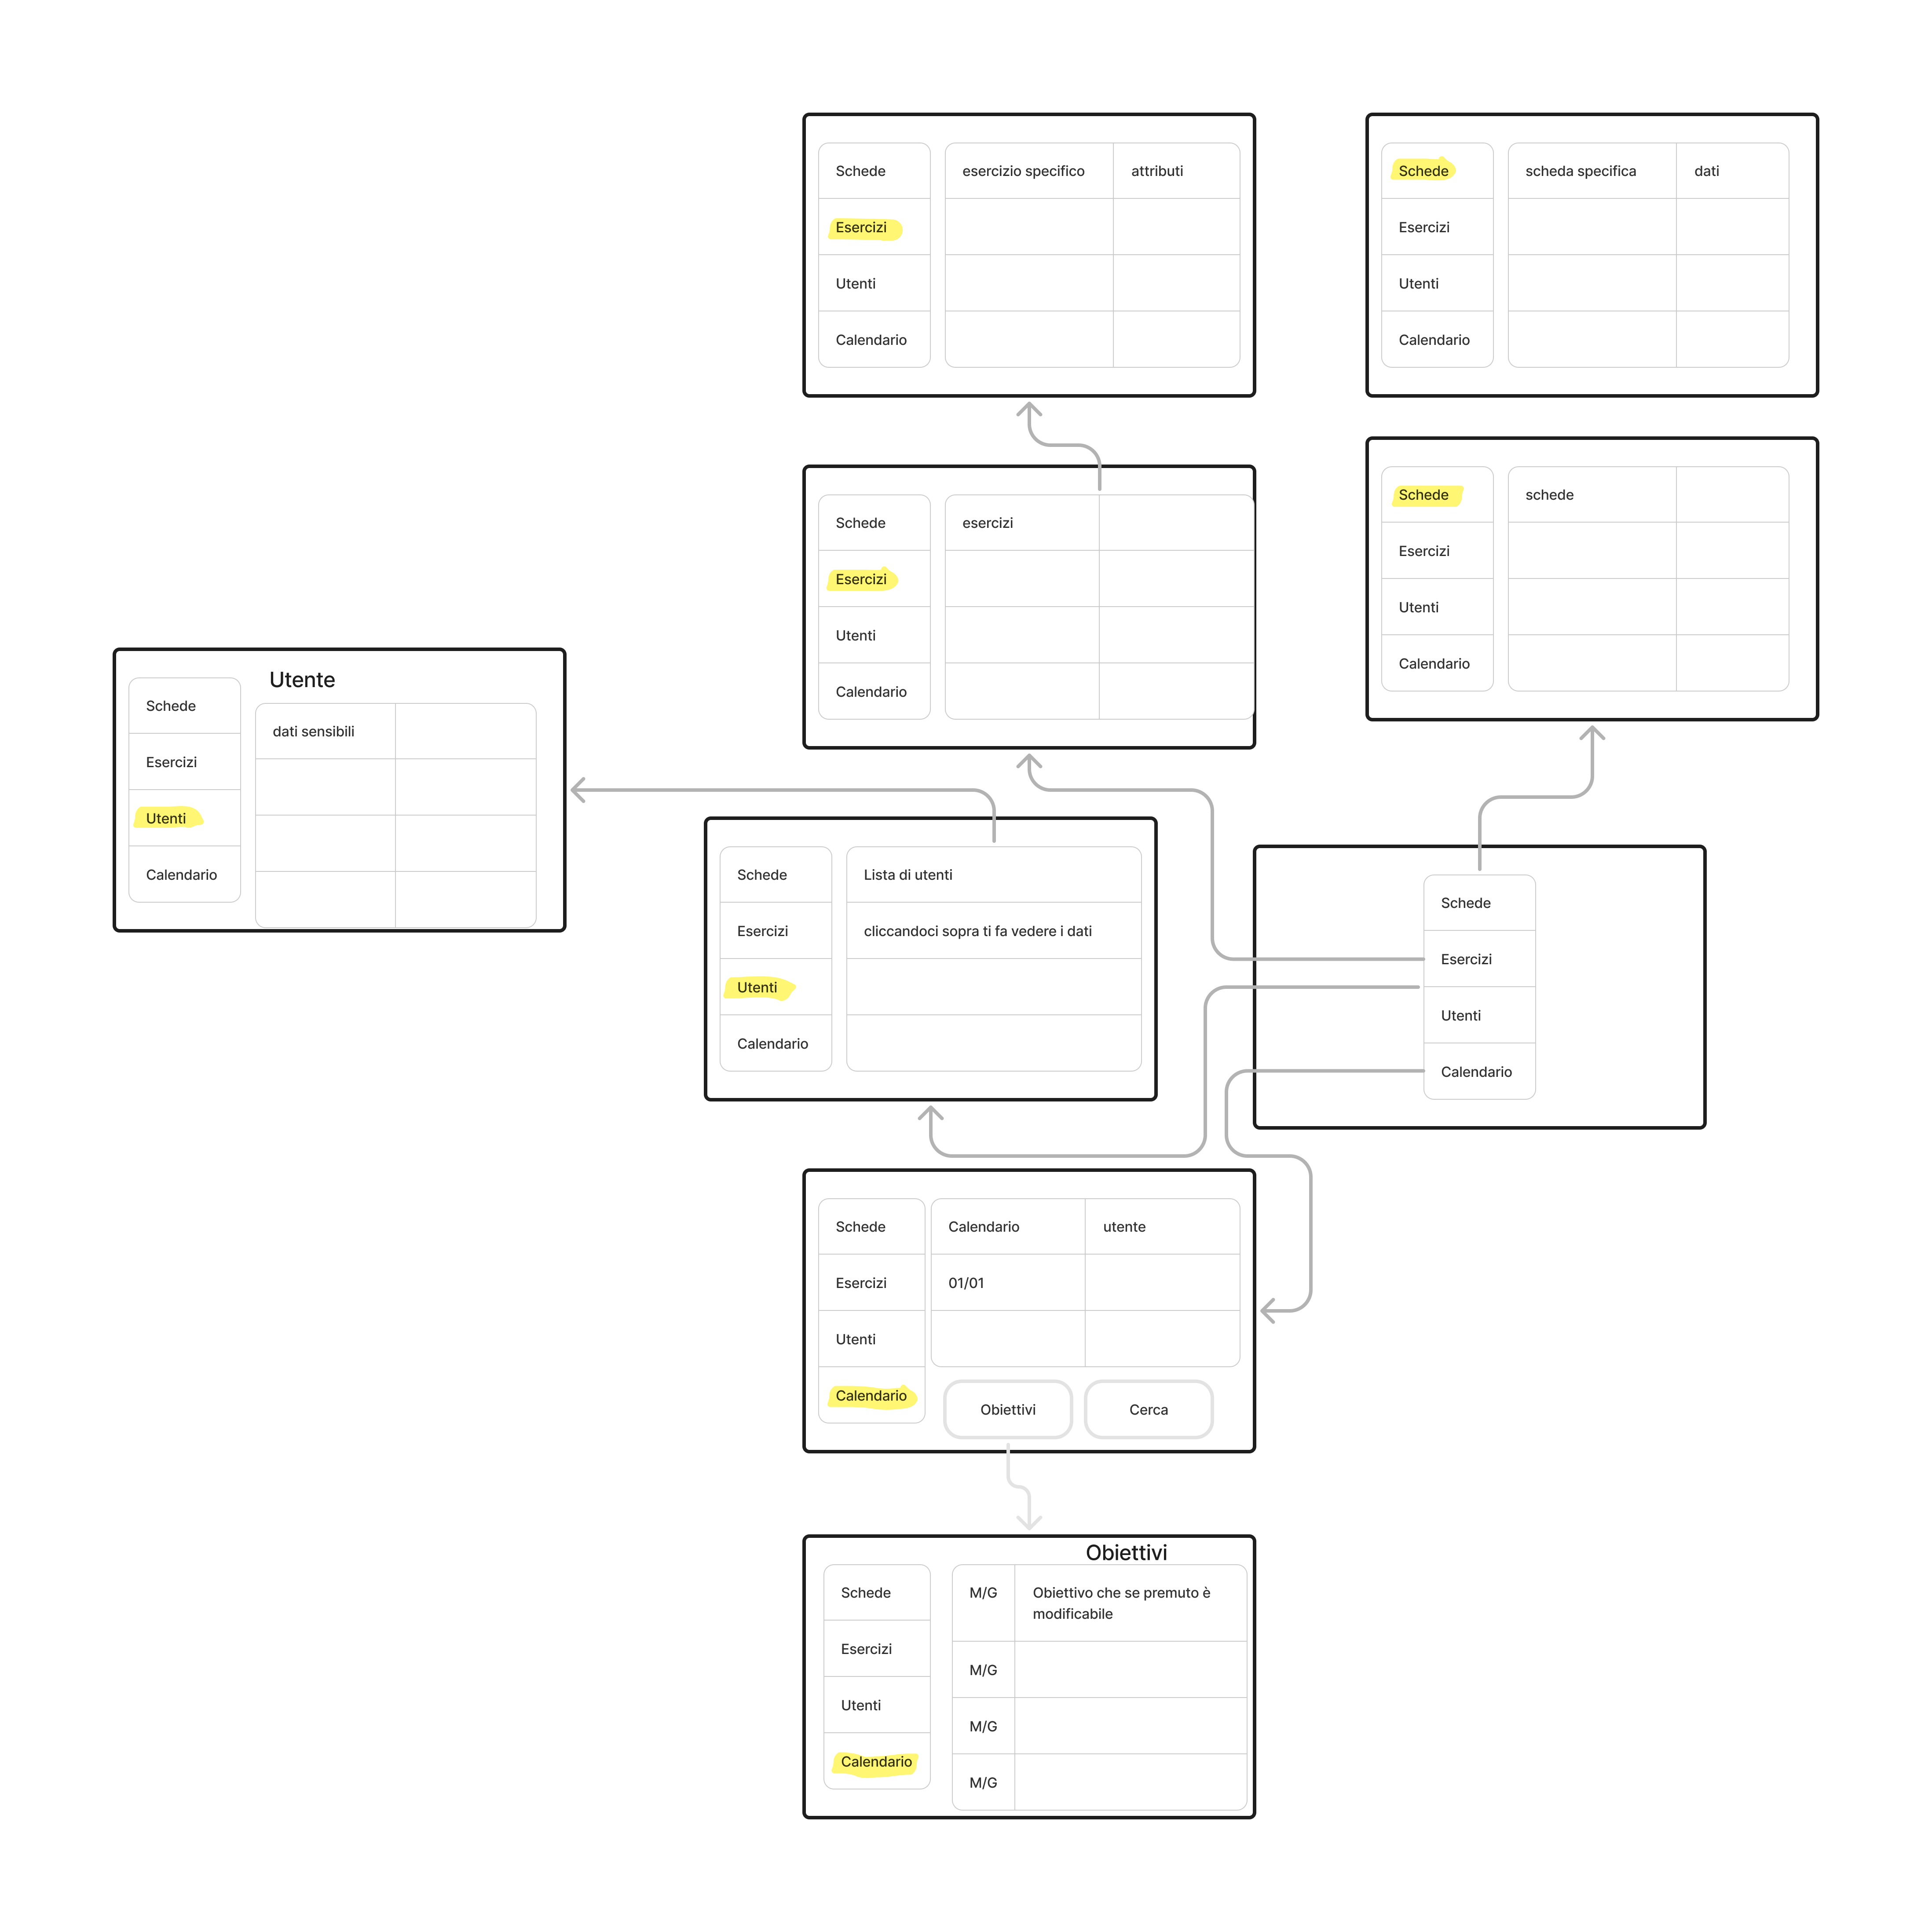 Schede
Esercizi
Utenti
Calendario
esercizio specifico
attributi
Schede
Esercizi
Utenti
Calendario
scheda specifica
dati
Schede
Esercizi
Utenti
Calendario
esercizi
Schede
Esercizi
Utenti
Calendario
schede
Utente
Schede
Esercizi
Utenti
Calendario
dati sensibili
Schede
Esercizi
Utenti
Calendario
Lista di utenti
cliccandoci sopra ti fa vedere i dati
Schede
Esercizi
Utenti
Calendario
Schede
Esercizi
Utenti
Calendario
Calendario
utente
01/01
Obiettivi
Cerca
Obiettivi
Schede
Esercizi
Utenti
Calendario
M/G
Obiettivo che se premuto è
modificabile
M/G
M/G
M/G